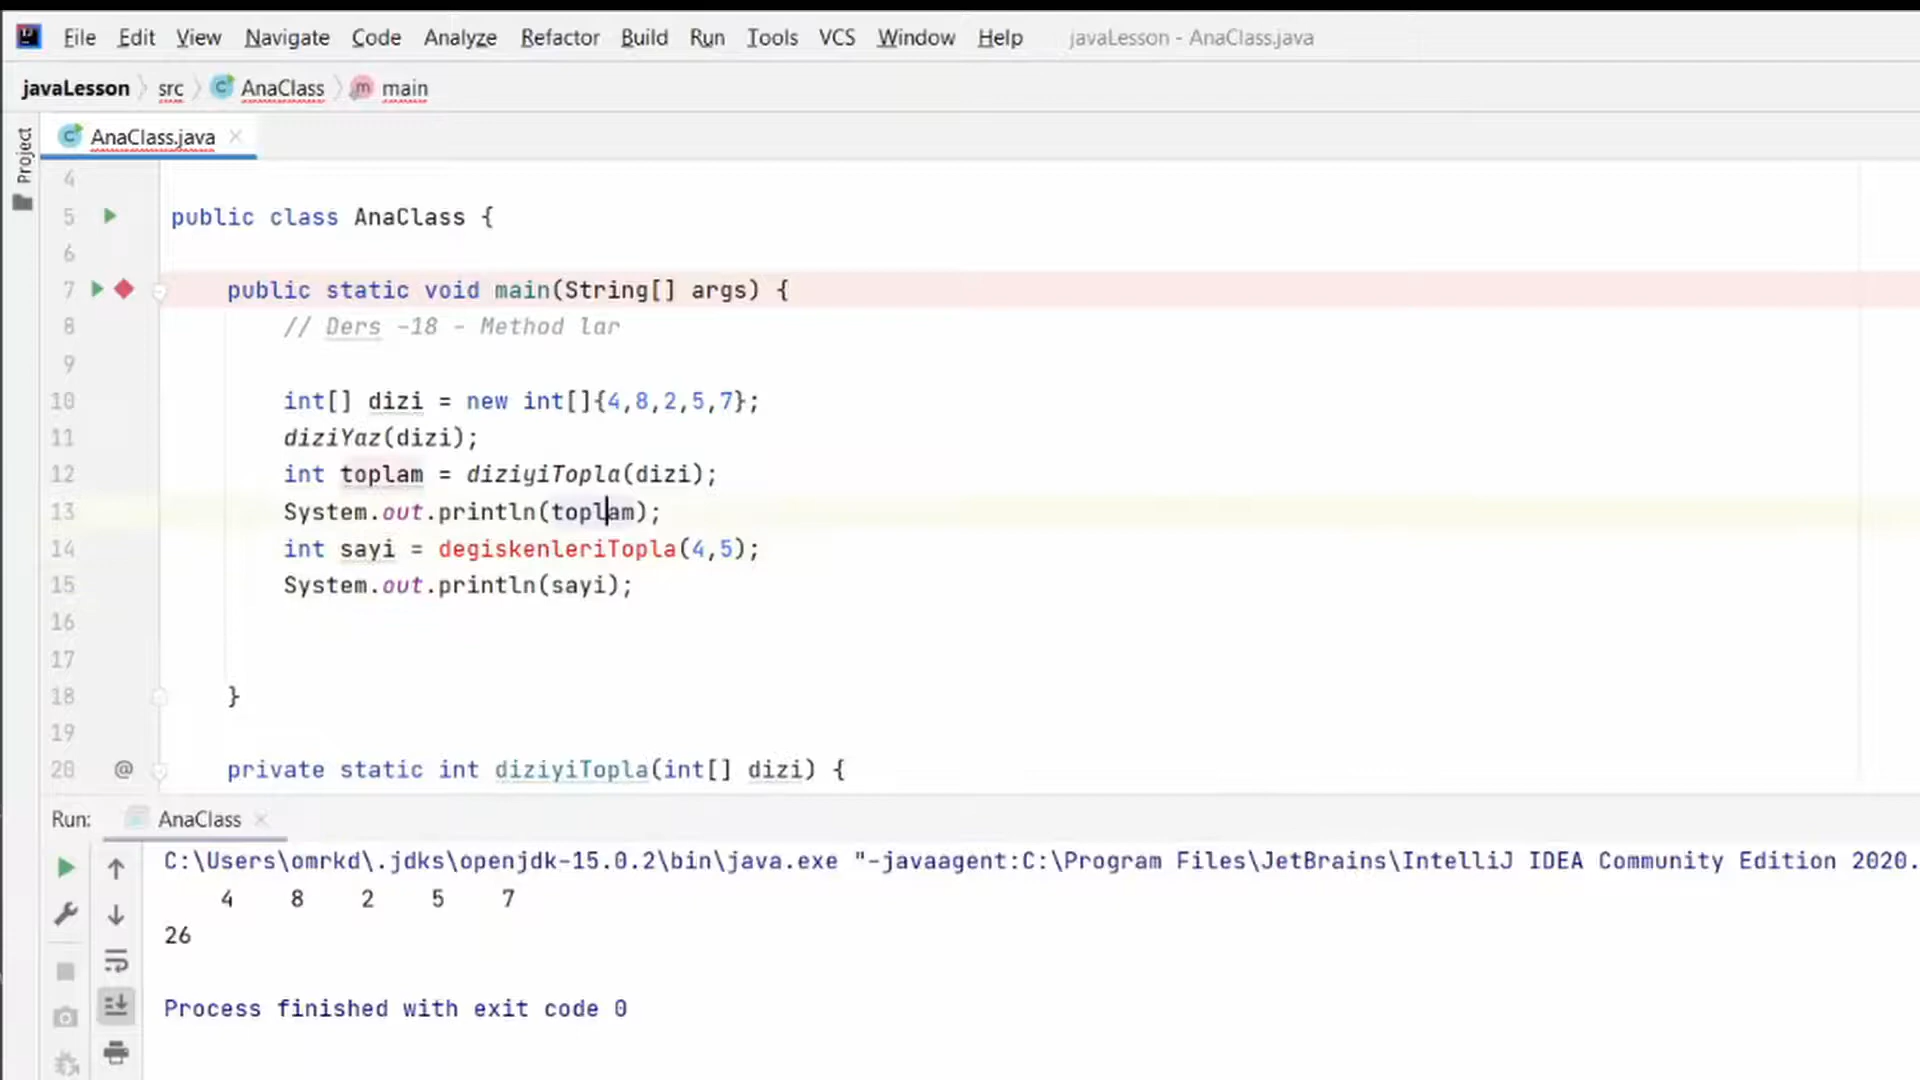 File Edit View Navigate Code Analyze Refactor Build Run Tools VCS Window Help javaLesson - AnaClass.java
javaLesson src AnaClass main
Project
AnaClass.java
4
5 public class AnaClass {
6
7 public static void main(String[] args) {
8 // Ders -18 - Method lar
9
10 int[] dizi = new int[]{4,8,2,5,7};
11 diziYaz(dizi);
12 int toplam = diziyiTopla(dizi);
13 System.out.println(toplam);
14 int sayi = degiskenleriTopla(4,5);
15 System.out.println(sayi);
16
17
18 }
19
20 @ private static int diziyiTopla(int[] dizi) {
Run: AnaClass
C:\Users\omrkd\.jdks\openjdk-15.0.2\bin\java.exe "-javaagent:C:\Program Files\JetBrains\IntelliJ IDEA Community Edition 2020.
4 8 2 5 7
26
Process finished with exit code 0